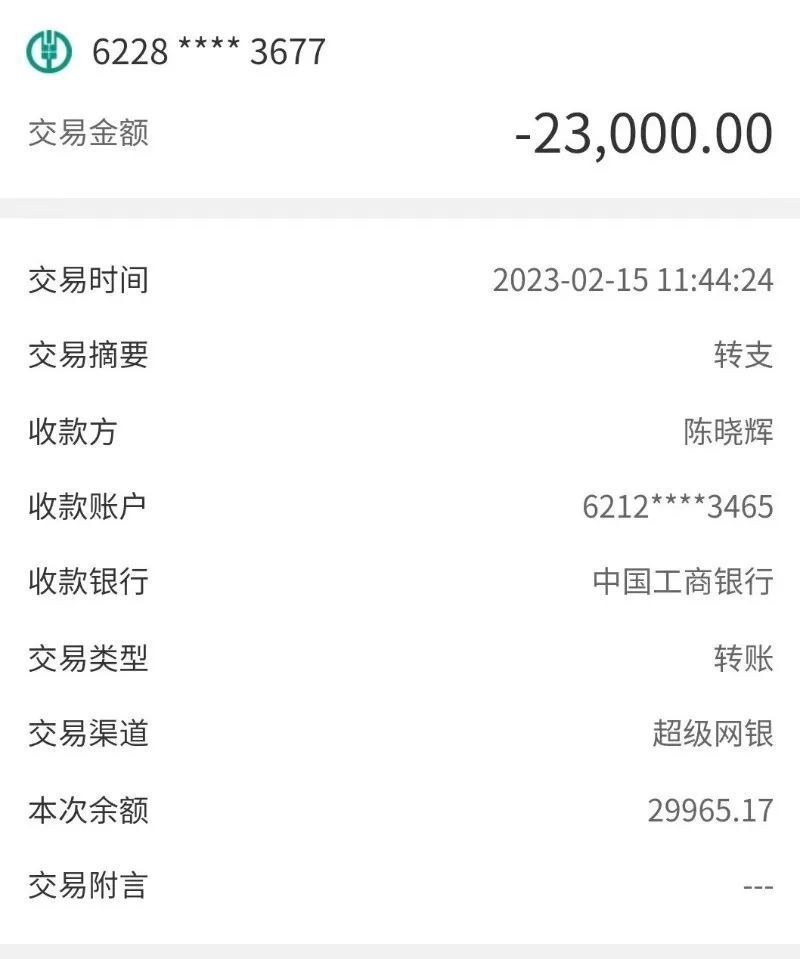 6228 **** 3677
交易金额 -23,000.00
交易时间 2023-02-15 11:44:24
交易摘要 转支
收款方 陈晓辉
收款账户 6212****3465
收款银行 中国工商银行
交易类型 转账
交易渠道 超级网银
本次余额 29965.17
交易附言 ---